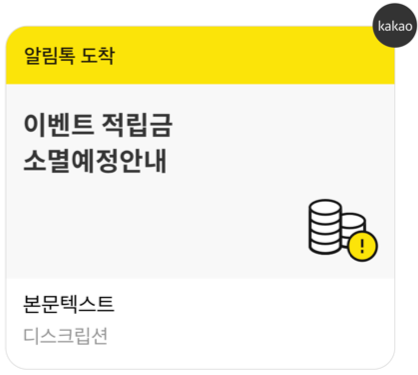 kakao
알림톡 도착
이벤트 적립금
소멸예정안내
!
본문텍스트
디스크립션